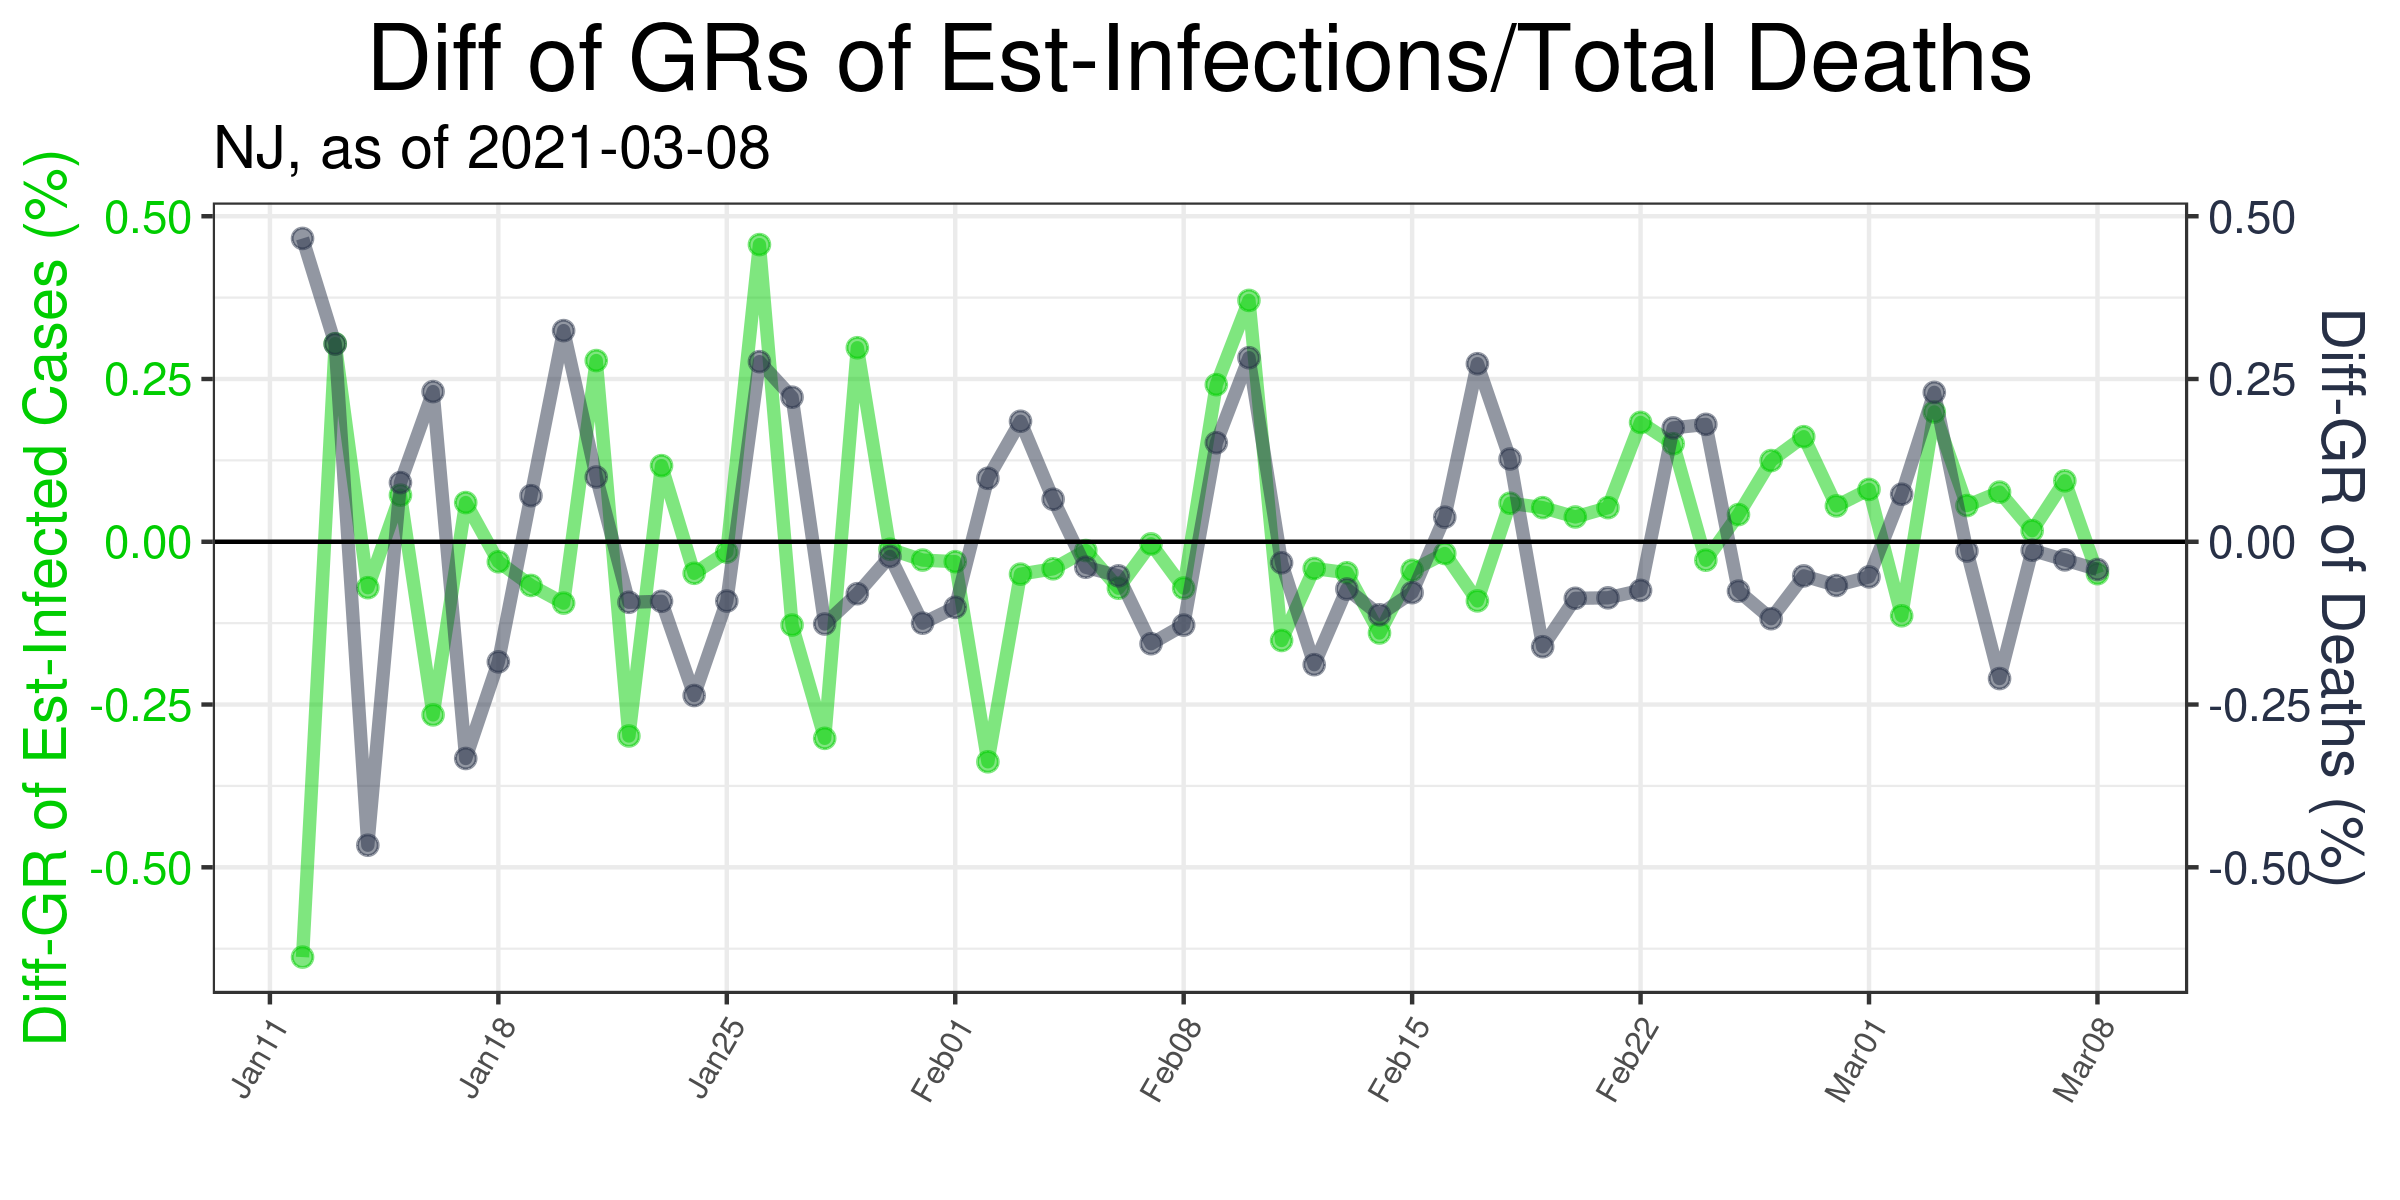 Diff of GRs of Est-Infections/Total Deaths
NJ, as of 2021-03-08
Diff-GR of Est-Infected Cases (%)
0.50
0.25
0.00
-0.25
-0.50
0.50
0.25
0.00
-0.25
-0.50
Diff-GR of Deaths (%)
Jan11
Jan18
Jan25
Feb01
Feb08
Feb15
Feb22
Mar01
Mar08